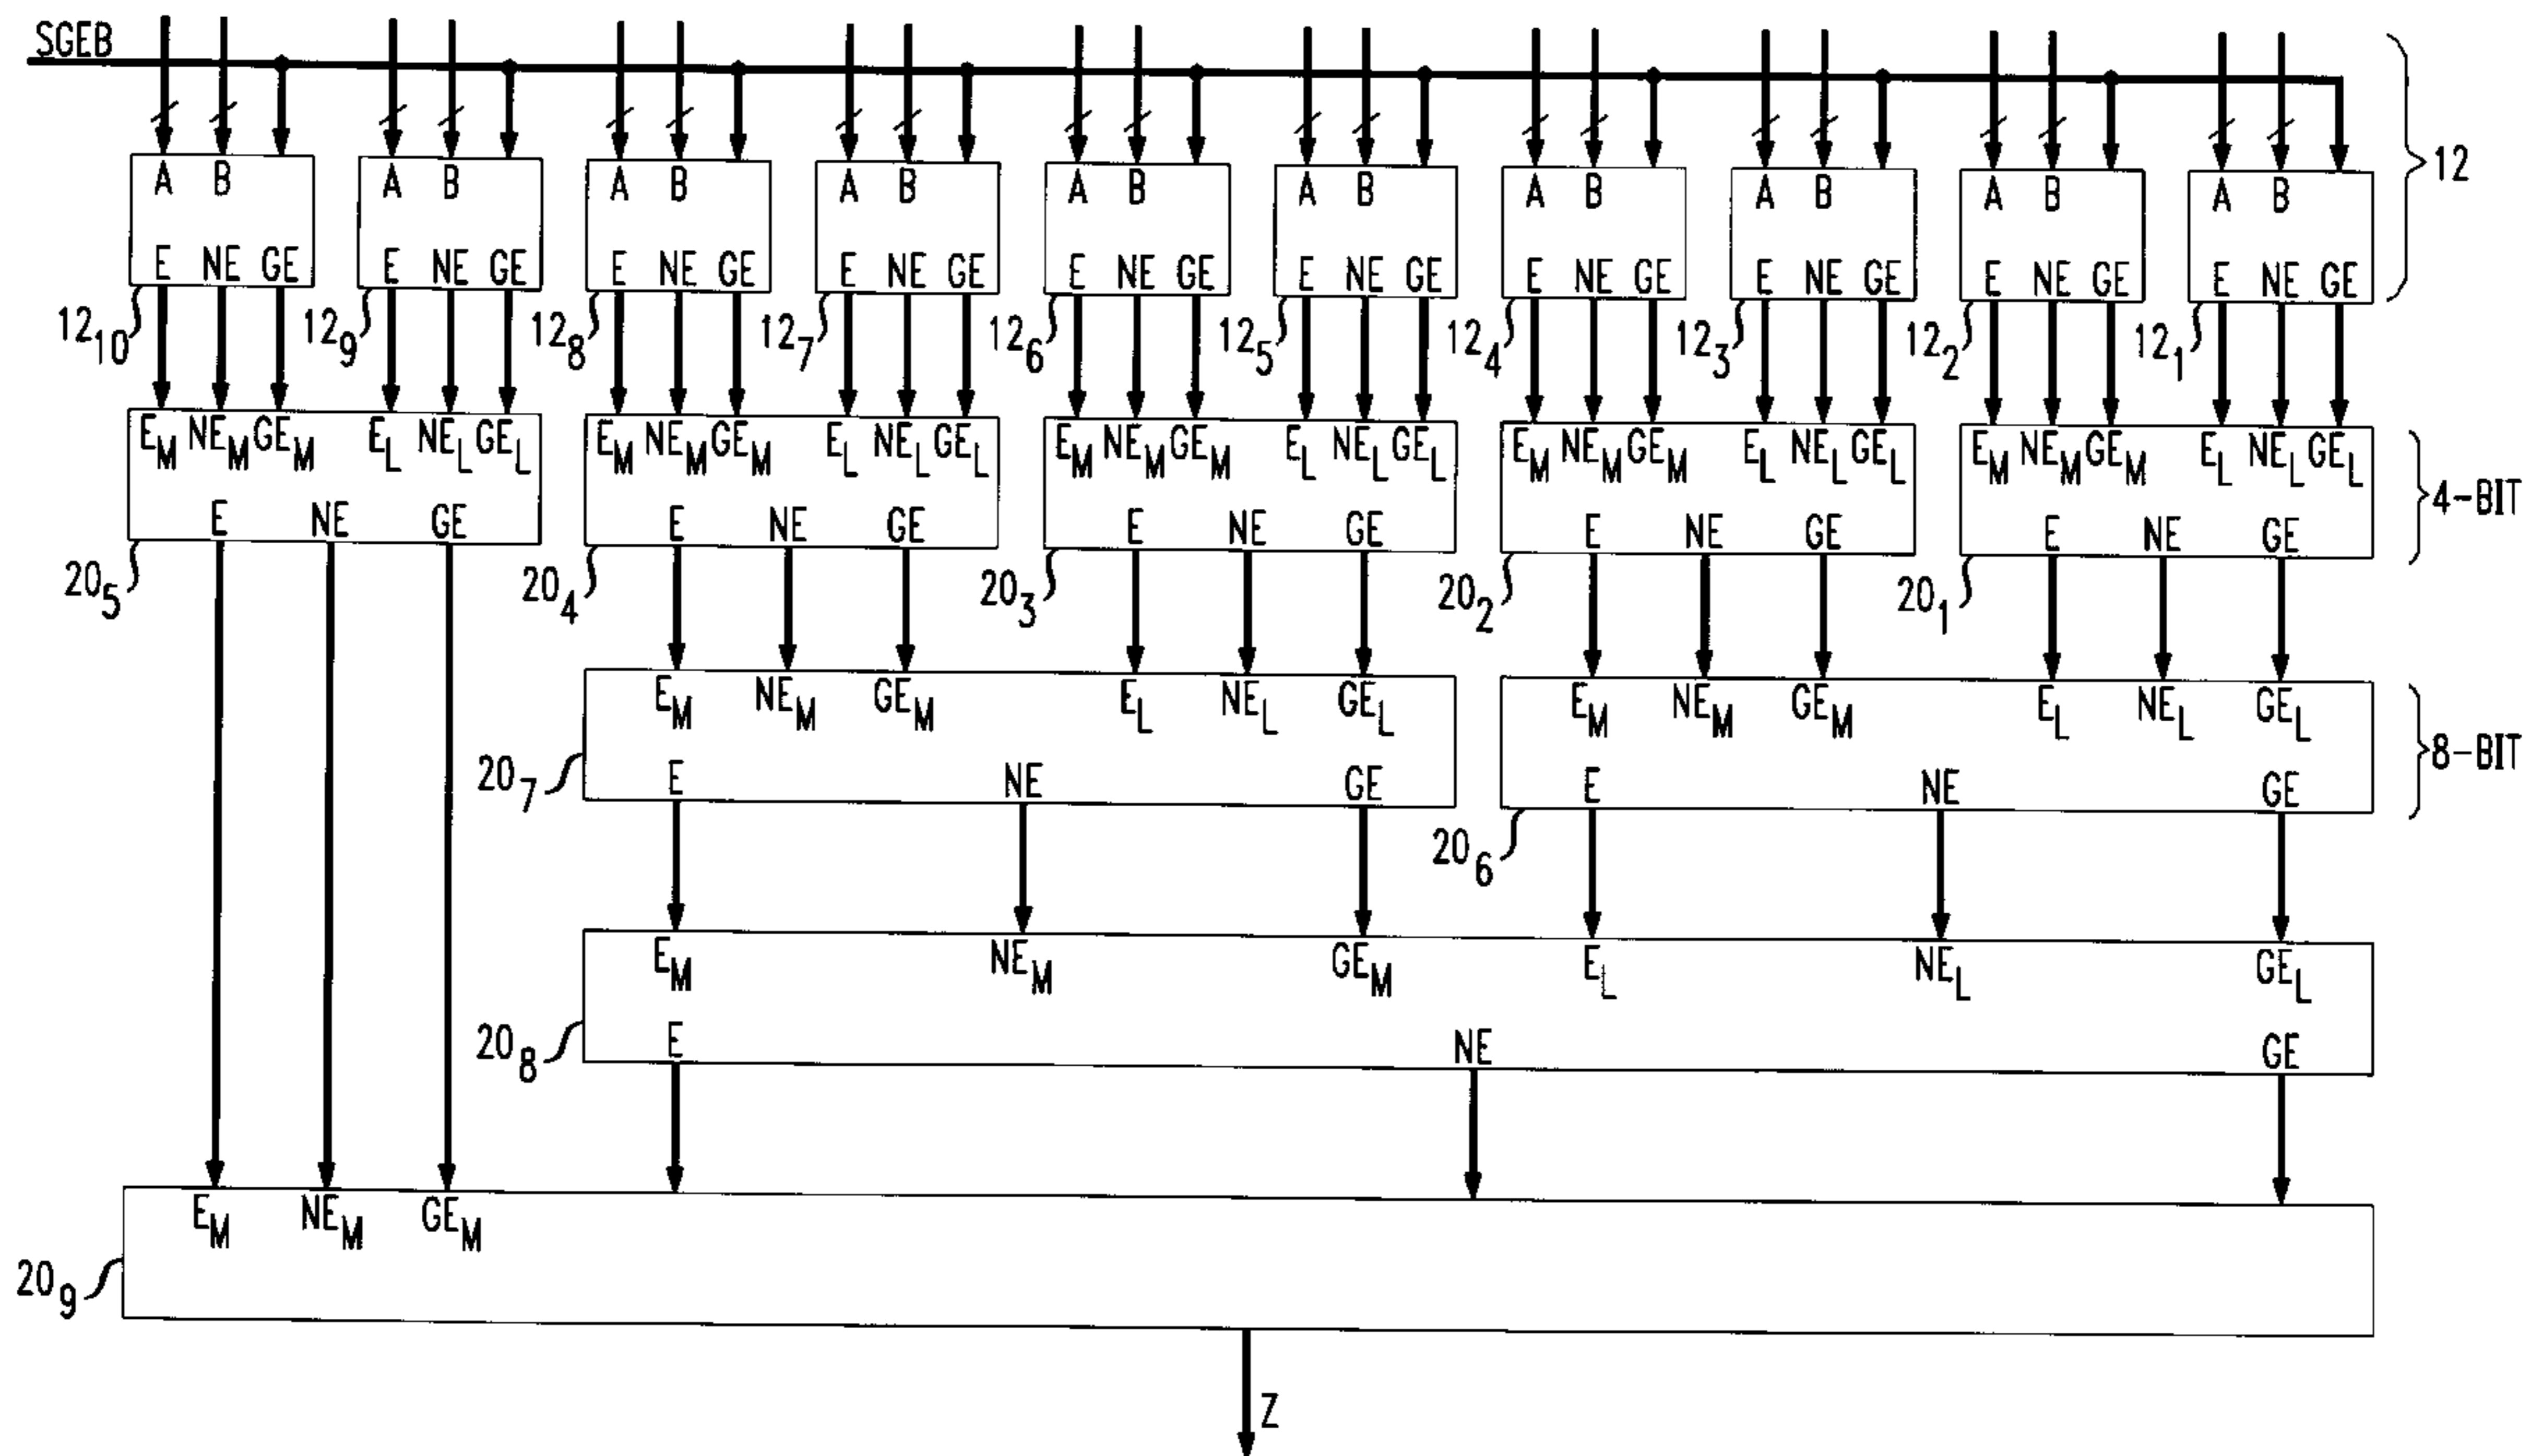 SGEB
A B A B A B A B A B A B A B A B A B A B
12
E NE GE E NE GE E NE GE E NE GE E NE GE E NE GE E NE GE E NE GE E NE GE E NE GE
12₁₀ 12₉ 12₈ 12₇ 12₆ 12₅ 12₄ 12₃ 12₂ 12₁
E_M NE_M GE_M E_L NE_L GE_L E_M NE_M GE_M E_L NE_L GE_L E_M NE_M GE_M E_L NE_L GE_L E_M NE_M GE_M E_L NE_L GE_L E_M NE_M GE_M E_L NE_L GE_L
4-BIT
E NE GE E NE GE E NE GE E NE GE E NE GE
20₅ 20₄ 20₃ 20₂ 20₁
E_M NE_M GE_M E_L NE_L GE_L E_M NE_M GE_M E_L NE_L GE_L
8-BIT
E NE GE E NE GE
20₇ 20₆
E_M NE_M GE_M E_L NE_L GE_L
E NE GE
20₈
E_M NE_M GE_M
20₉
Z